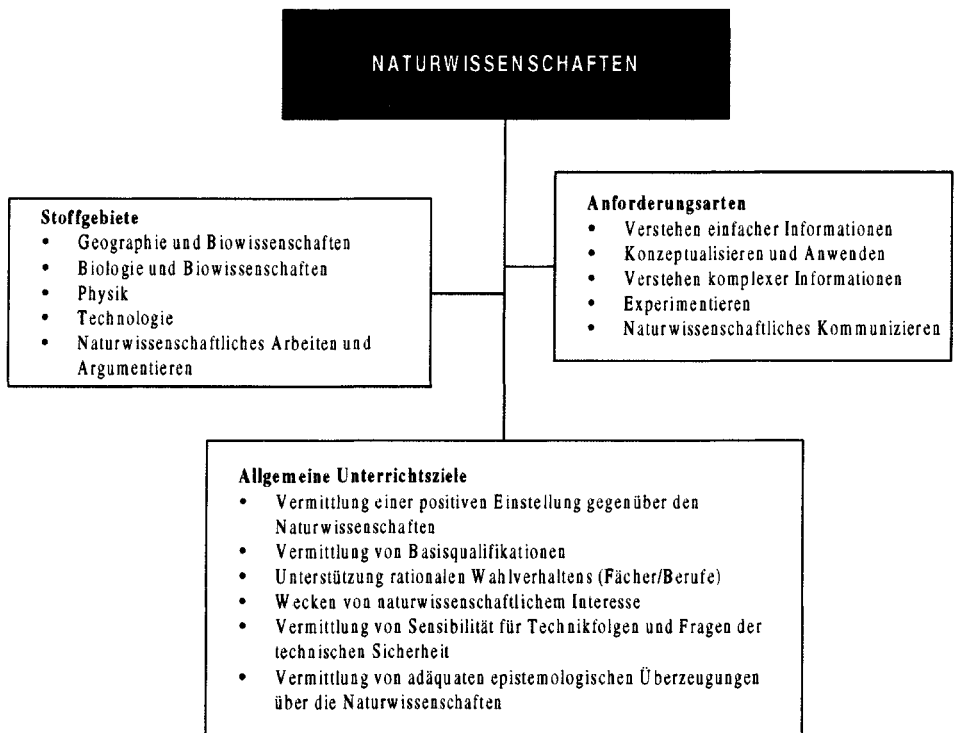 NATURWISSENSCHAFTEN
Stoffgebiete
• Geographie und Biowissenschaften
• Biologie und Biowissenschaften
• Physik
• Technologie
• Naturwissenschaftliches Arbeiten und
Argumentieren
Anforderungsarten
• Verstehen einfacher Informationen
• Konzeptualisieren und Anwenden
• Verstehen komplexer Informationen
• Experimentieren
• Naturwissenschaftliches Kommunizieren
Allgemeine Unterrichtsziele
• Vermittlung einer positiven Einstellung gegenüber den
Naturwissenschaften
• Vermittlung von Basisqualifikationen
• Unterstützung rationalen Wahlverhaltens (Fächer/Berufe)
• Wecken von naturwissenschaftlichem Interesse
• Vermittlung von Sensibilität für Technikfolgen und Fragen der
technischen Sicherheit
• Vermittlung von adäquaten epistemologischen Überzeugungen
über die Naturwissenschaften